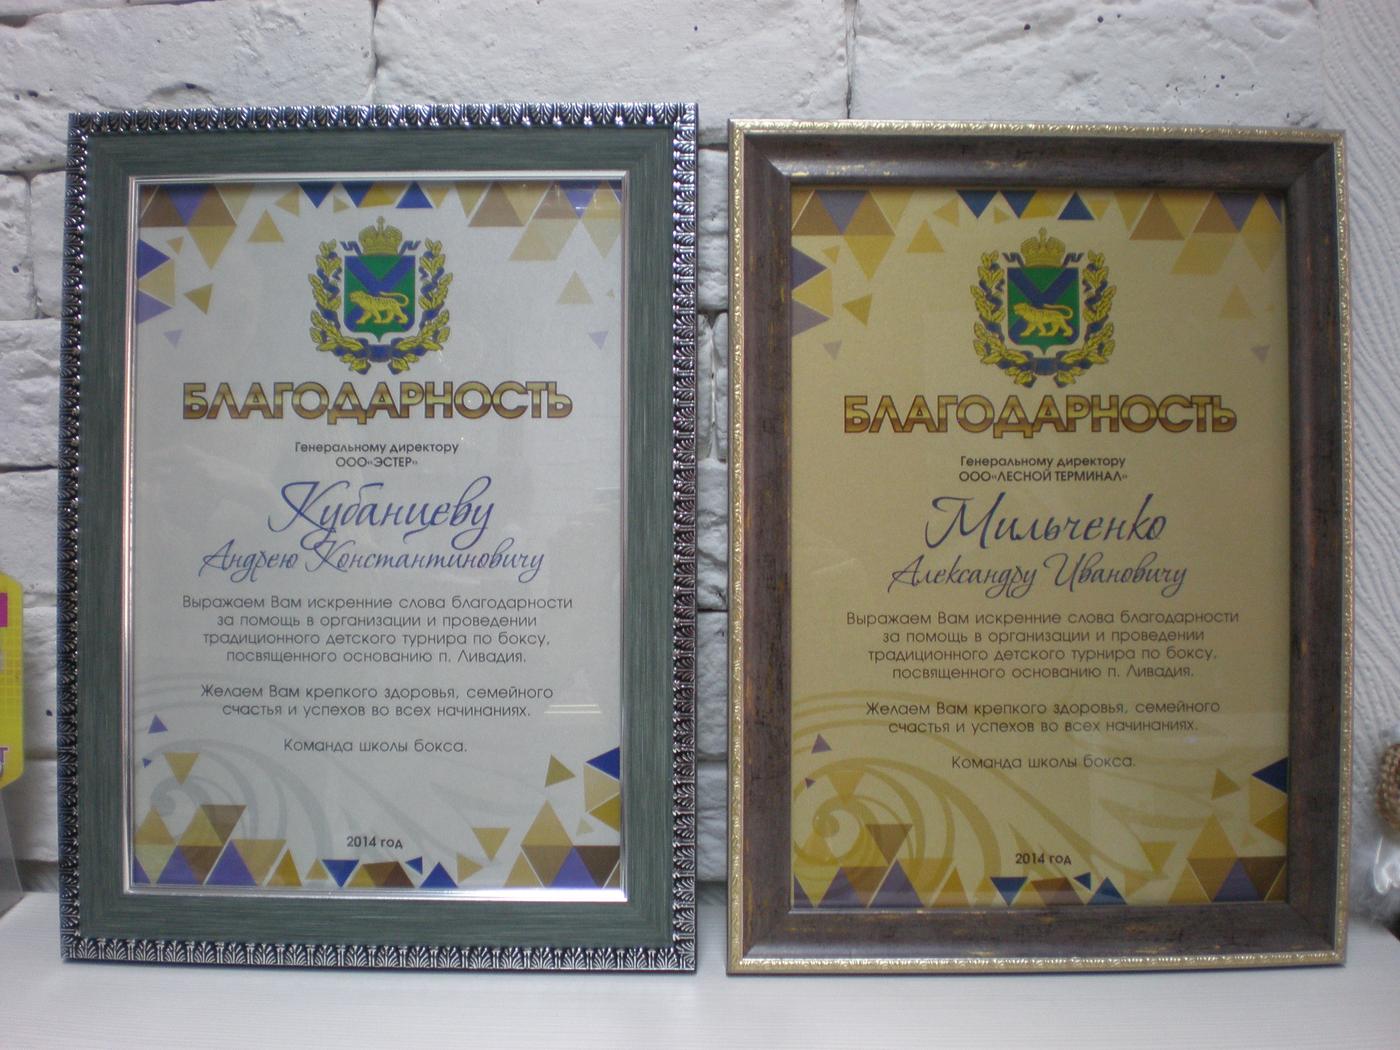 БЛАГОДАРНОСТЬ
Генеральному директору
ООО«ЭСТЕР»
Кубанцеву
Андрею Константиновичу
Выражаем Вам искренние слова благодарности
за помощь в организации и проведении
традиционного детского турнира по боксу,
посвященного основанию п. Ливадия.
Желаем Вам крепкого здоровья, семейного
счастья и успехов во всех начинаниях.
Команда школы бокса.
2014 год
БЛАГОДАРНОСТЬ
Генеральному директору
ООО«ЛЕСНОЙ ТЕРМИНАЛ»
Мильченко
Александру Ивановичу
Выражаем Вам искренние слова благодарности
за помощь в организации и проведении
традиционного детского турнира по боксу,
посвященного основанию п. Ливадия.
Желаем Вам крепкого здоровья, семейного
счастья и успехов во всех начинаниях.
Команда школы бокса.
2014 год